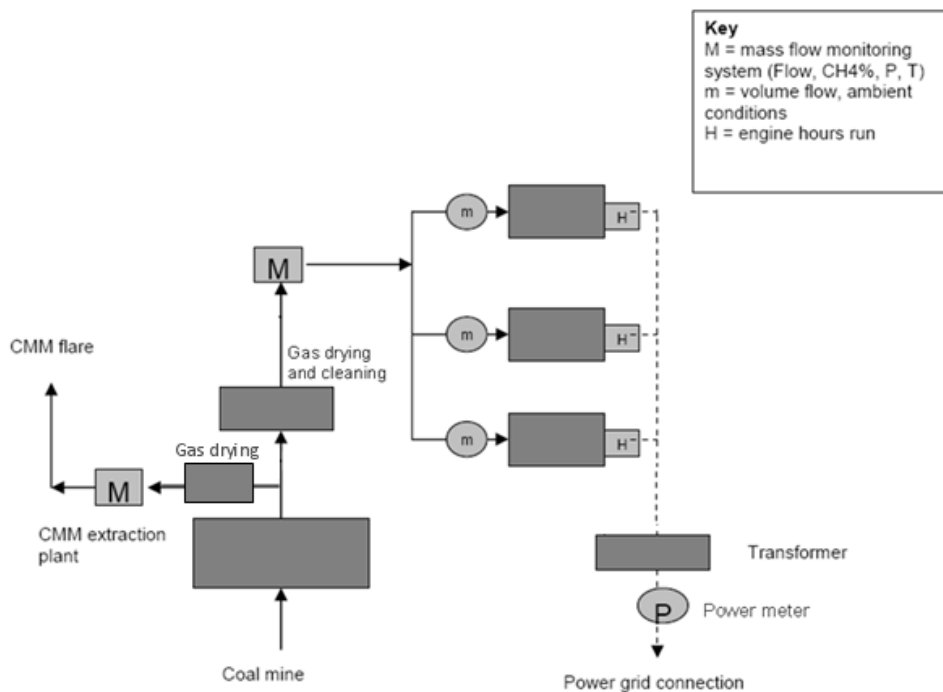 Key
M = mass flow monitoring
system (Flow, CH4%, P, T)
m = volume flow, ambient
conditions
H = engine hours run
m
H
M
CMM flare
Gas drying
and cleaning
m
H
m
H
Gas drying
M
CMM extraction
plant
Transformer
P
Power meter
Coal mine
Power grid connection